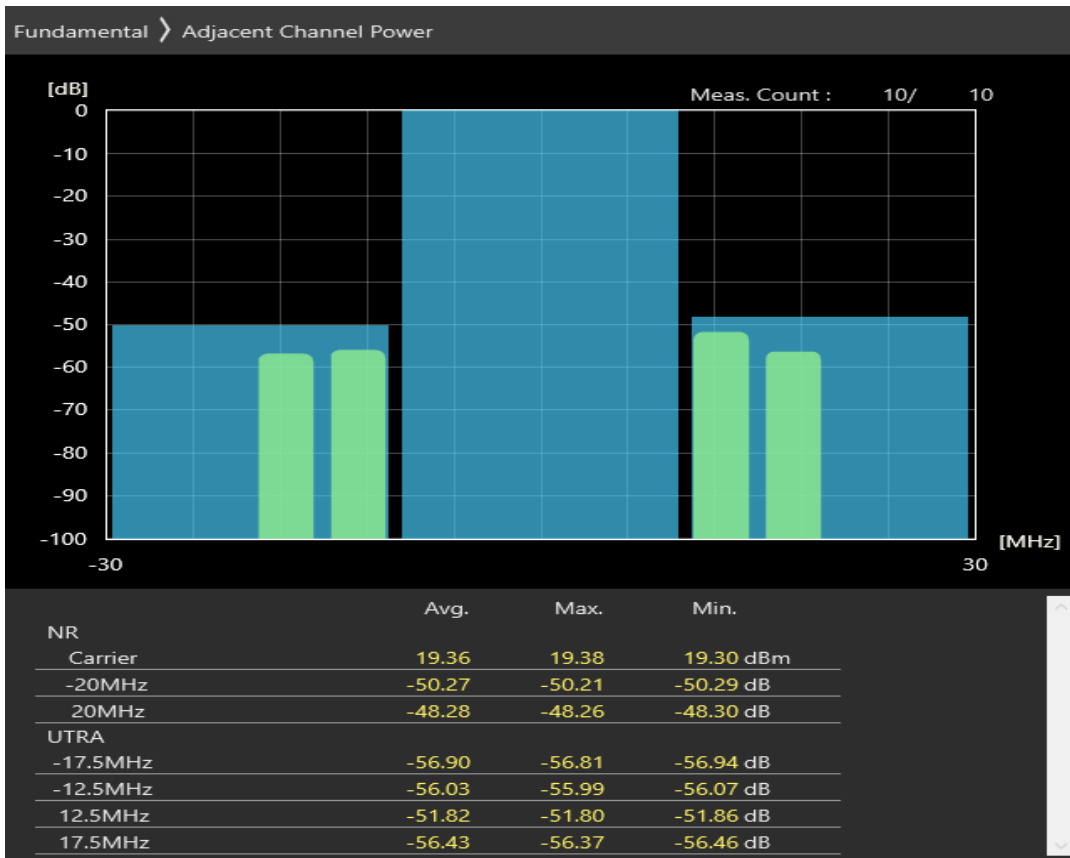 Fundamental 〉 Adjacent Channel Power
[dB]
Meas. Count : 10/ 10
0
-10
-20
-30
-40
-50
-60
-70
-80
-90
-100
[MHz]
-30 30
Avg. Max. Min.
NR
Carrier 19.36 19.38 19.30 dBm
-20MHz -50.27 -50.21 -50.29 dB
20MHz -48.28 -48.26 -48.30 dB
UTRA
-17.5MHz -56.90 -56.81 -56.94 dB
-12.5MHz -56.03 -55.99 -56.07 dB
12.5MHz -51.82 -51.80 -51.86 dB
17.5MHz -56.43 -56.37 -56.46 dB